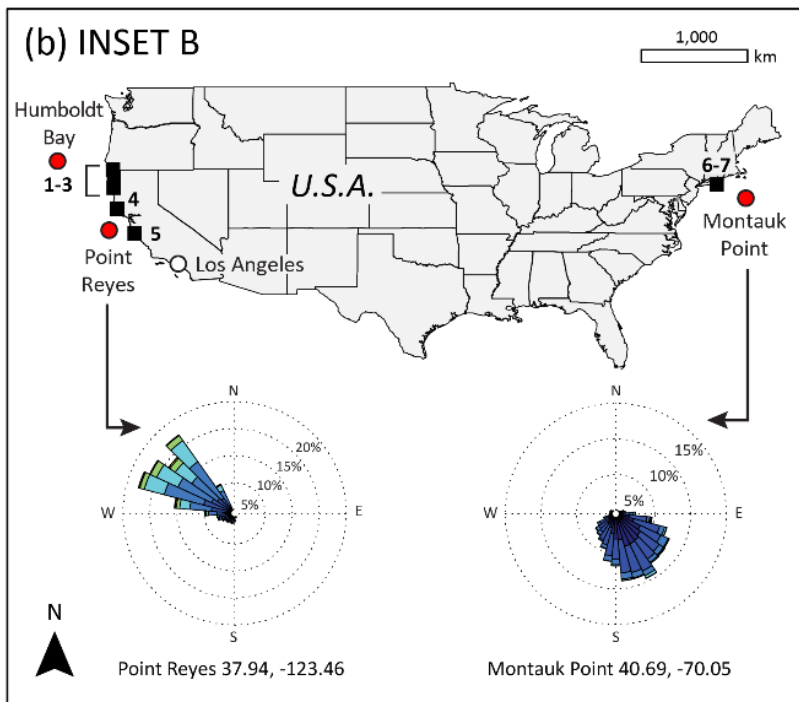 (b) INSET B
1,000
km
Humboldt
Bay
1-3
4
5
Point
Reyes
U.S.A.
Los Angeles
6-7
Montauk
Point
N
20%
15%
10%
5%
W
E
S
N
15%
10%
5%
W
E
S
N
Point Reyes 37.94, -123.46
Montauk Point 40.69, -70.05